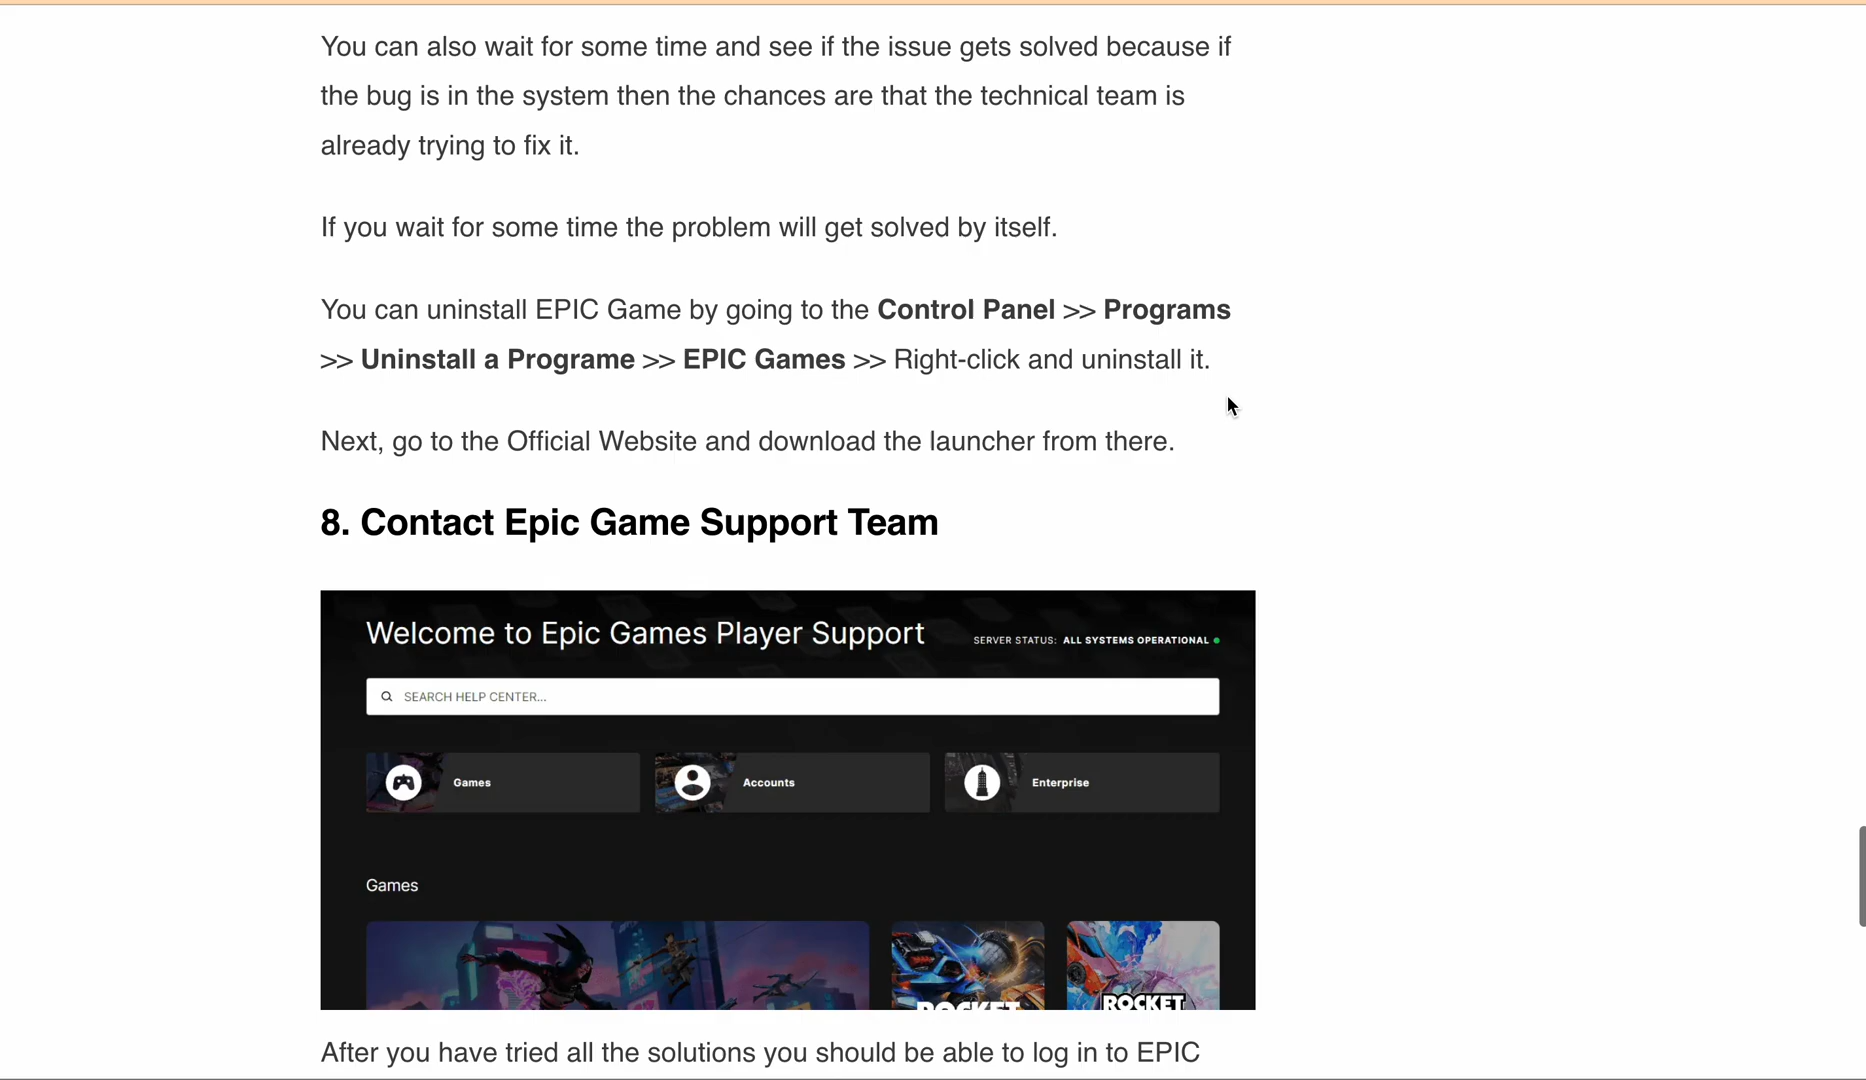 You can also wait for some time and see if the issue gets solved because if
the bug is in the system then the chances are that the technical team is
already trying to fix it.
If you wait for some time the problem will get solved by itself.
You can uninstall EPIC Game by going to the Control Panel >> Programs
>> Uninstall a Programe >> EPIC Games >> Right-click and uninstall it.
Next, go to the Official Website and download the launcher from there.
8. Contact Epic Game Support Team
Welcome to Epic Games Player Support
SERVER STATUS: ALL SYSTEMS OPERATIONAL
SEARCH HELP CENTER...
Games
Accounts
Enterprise
Games
ROCKET
ROCKET
After you have tried all the solutions you should be able to log in to EPIC